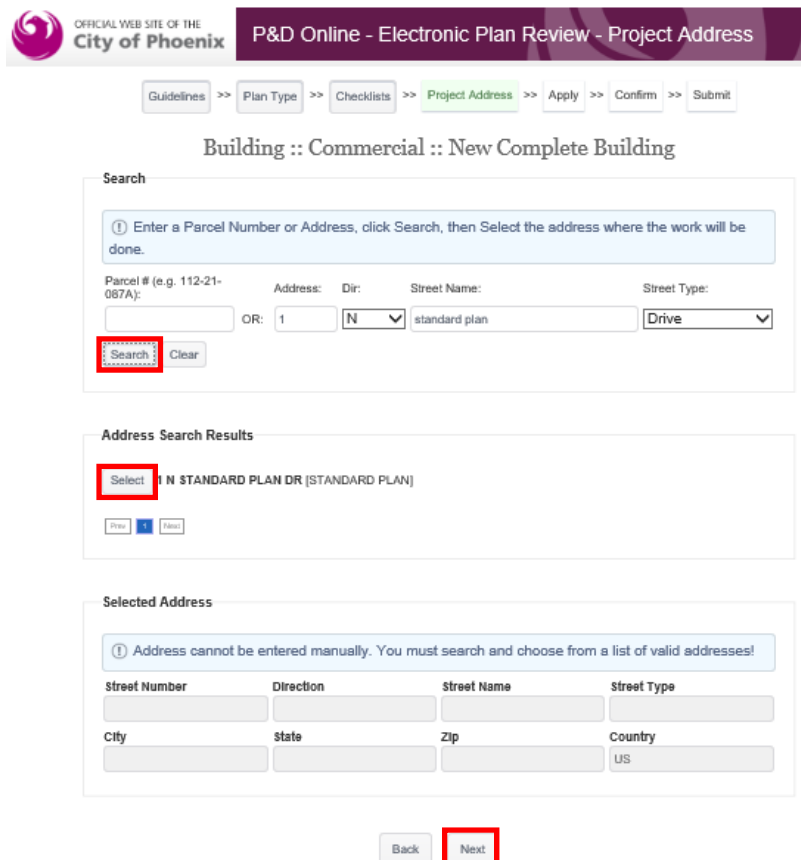 OFFICIAL WEB SITE OF THE
City of Phoenix
P&D Online - Electronic Plan Review - Project Address
Guidelines >> Plan Type >> Checklists >> Project Address >> Apply >> Confirm >> Submit
Building :: Commercial :: New Complete Building
Search
Enter a Parcel Number or Address, click Search, then Select the address where the work will be
done.
Parcel # (e.g. 112-21-
087A): Address: Dir: Street Name: Street Type:
OR: 1 N standard plan Drive
Search Clear
Address Search Results
Select 1 N STANDARD PLAN DR [STANDARD PLAN]
Prev 1 Next
Selected Address
Address cannot be entered manually. You must search and choose from a list of valid addresses!
Street Number Direction Street Name Street Type
City State Zip Country
US
Back Next